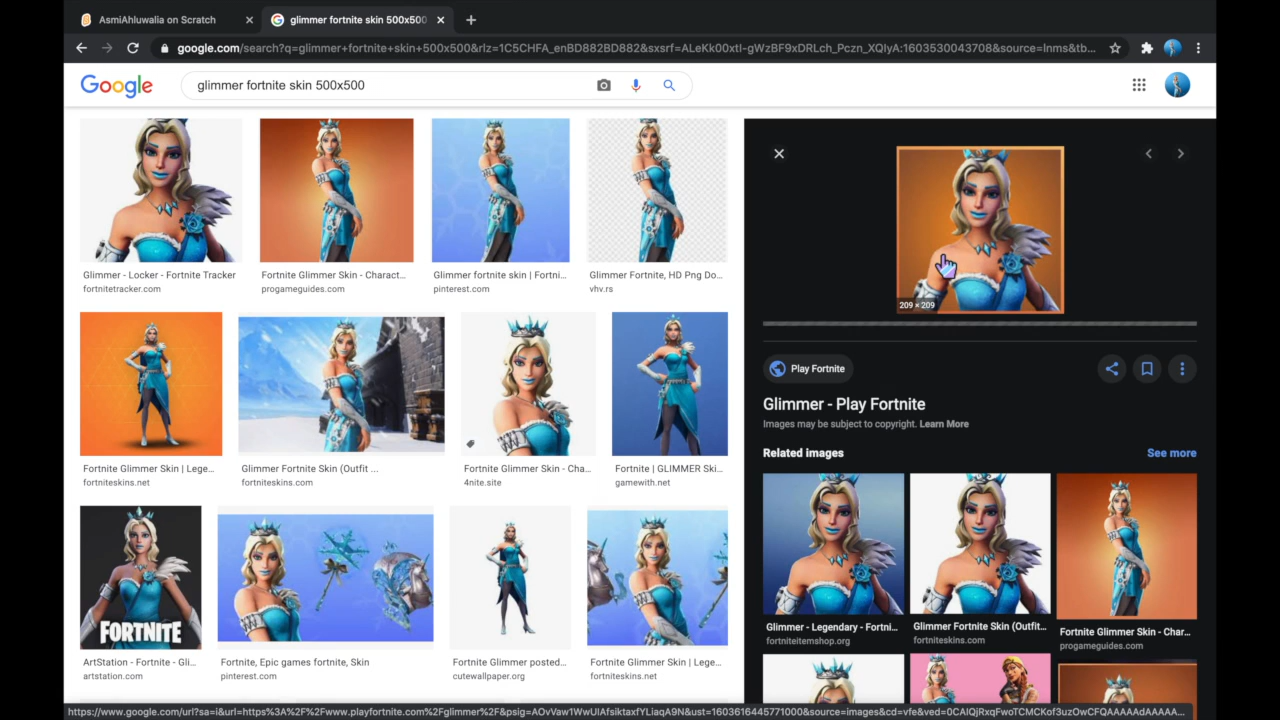 AsmiAhluwalia on Scratch
glimmer fortnite skin 500x500
google.com/search?q=glimmer+fortnite+skin+500x500&rlz=1C5CHFA_enBD882BD882&sxsrf=ALeKk00xtI-gWzBF9xDRLch_Pczn_XQIyA:1603530043708&source=lnms&tb...
Google
glimmer fortnite skin 500x500
209 × 209
Glimmer - Locker - Fortnite Tracker
fortnitetracker.com
Fortnite Glimmer Skin - Charact...
progameguides.com
Glimmer fortnite skin | Fortni...
pinterest.com
Glimmer Fortnite, HD Png Do...
vhv.rs
Play Fortnite
Glimmer - Play Fortnite
Images may be subject to copyright. Learn More
Related images
See more
Fortnite Glimmer Skin | Lege...
fortniteskins.net
Glimmer Fortnite Skin (Outfit ...
fortniteskins.com
Fortnite Glimmer Skin - Cha...
4nite.site
Fortnite | GLIMMER Ski...
gamewith.net
FORTNITE
Glimmer - Legendary - Fortni...
fortniteitemshop.org
Glimmer Fortnite Skin (Outfit...
fortniteskins.com
Fortnite Glimmer Skin - Char...
progameguides.com
ArtStation - Fortnite - Gli...
artstation.com
Fortnite, Epic games fortnite, Skin
pinterest.com
Fortnite Glimmer posted...
cutewallpaper.org
Fortnite Glimmer Skin | Lege...
fortniteskins.net
https://www.google.com/url?sa=i&url=https%3A%2F%2Fwww.playfortnite.com%2Fglimmer%2F&psig=AOvVaw1WwUlAfsiktaxfYLiaqA9N&ust=1603616445771000&source=images&cd=vfe&ved=0CAIQjRxqFwoTCMCKof3uzOwCFQAAAAAdAAAAA...